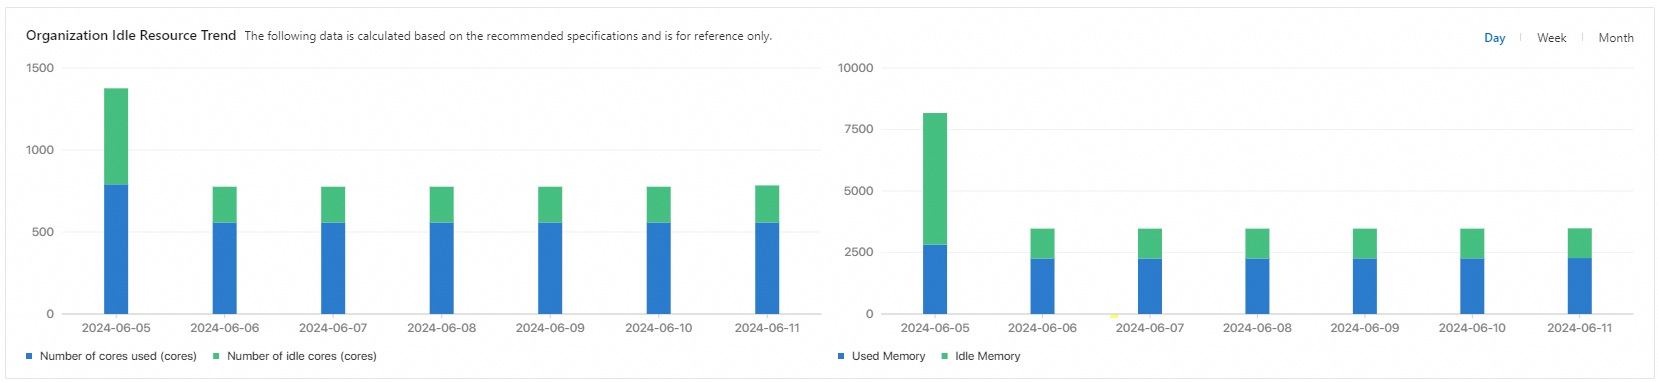 Organization Idle Resource Trend The following data is calculated based on the recommended specifications and is for reference only.
Day Week Month
1500
1000
500
0
2024-06-05 2024-06-06 2024-06-07 2024-06-08 2024-06-09 2024-06-10 2024-06-11
Number of cores used (cores) Number of idle cores (cores)
10000
7500
5000
2500
0
2024-06-05 2024-06-06 2024-06-07 2024-06-08 2024-06-09 2024-06-10 2024-06-11
Used Memory Idle Memory